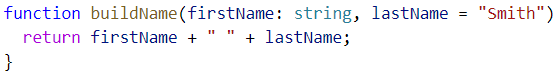 function buildName(firstName: string, lastName = "Smith")
  return firstName + " " + lastName;
}